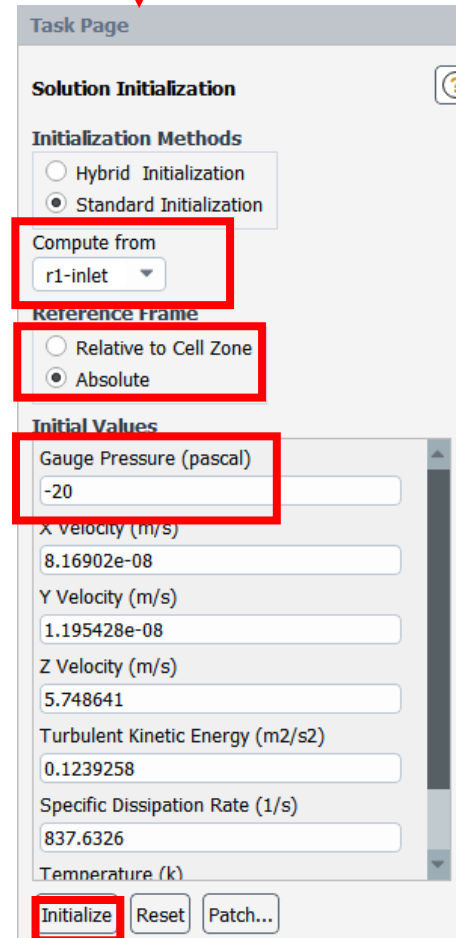 Task Page
Solution Initialization
Initialization Methods
Hybrid Initialization
Standard Initialization
Compute from
r1-inlet
Reference Frame
Relative to Cell Zone
Absolute
Initial Values
Gauge Pressure (pascal)
-20
X Velocity (m/s)
8.16902e-08
Y Velocity (m/s)
1.195428e-08
Z Velocity (m/s)
5.748641
Turbulent Kinetic Energy (m2/s2)
0.1239258
Specific Dissipation Rate (1/s)
837.6326
Temperature (k)
Initialize Reset Patch...